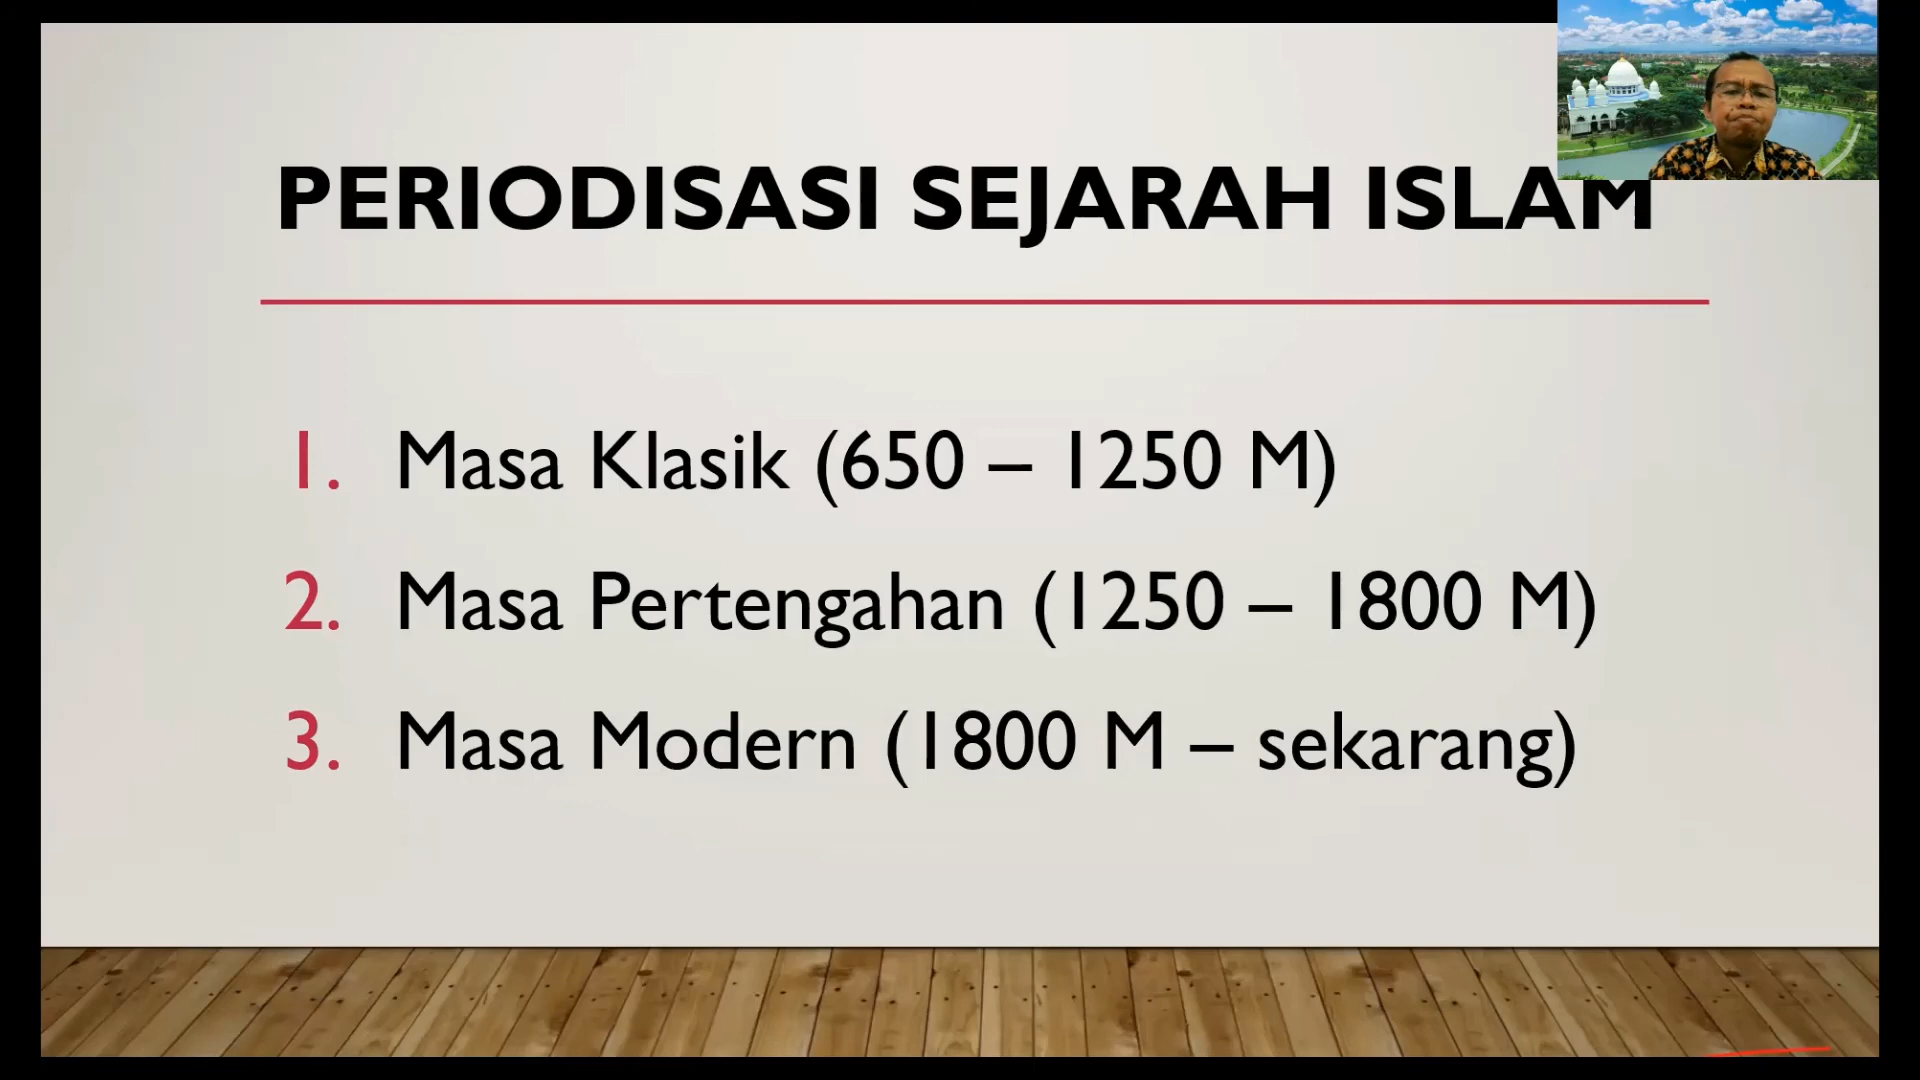 PERIODISASI SEJARAH ISLAM
1. Masa Klasik (650 – 1250 M)
2. Masa Pertengahan (1250 – 1800 M)
3. Masa Modern (1800 M – sekarang)